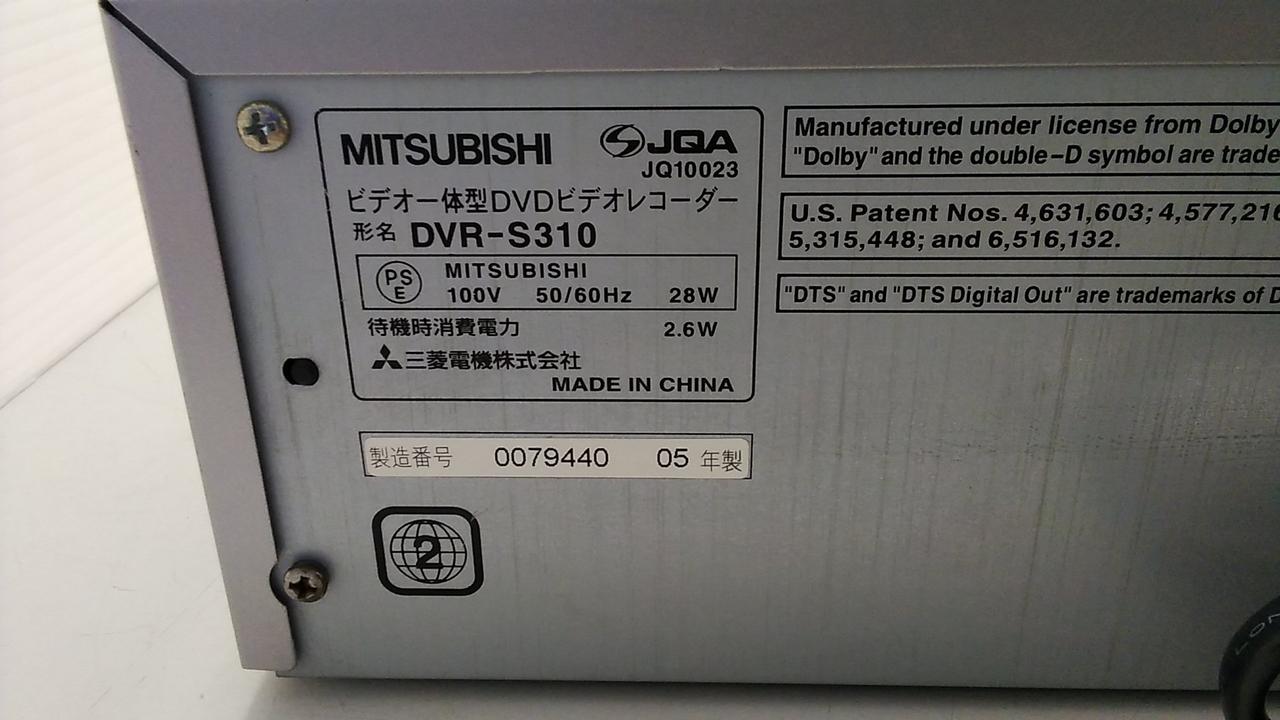 MITSUBISHI
JQA
JQ10023
ビデオ一体型DVDビデオレコーダー
形名 DVR-S310
PS
E
MITSUBISHI
100V 50/60Hz 28W
待機時消費電力 2.6W
三菱電機株式会社
MADE IN CHINA
製造番号 0079440 05 年製
2
Manufactured under license from Dolby
"Dolby" and the double-D symbol are trade
U.S. Patent Nos. 4,631,603; 4,577,216
5,315,448; and 6,516,132.
"DTS" and "DTS Digital Out" are trademarks of D